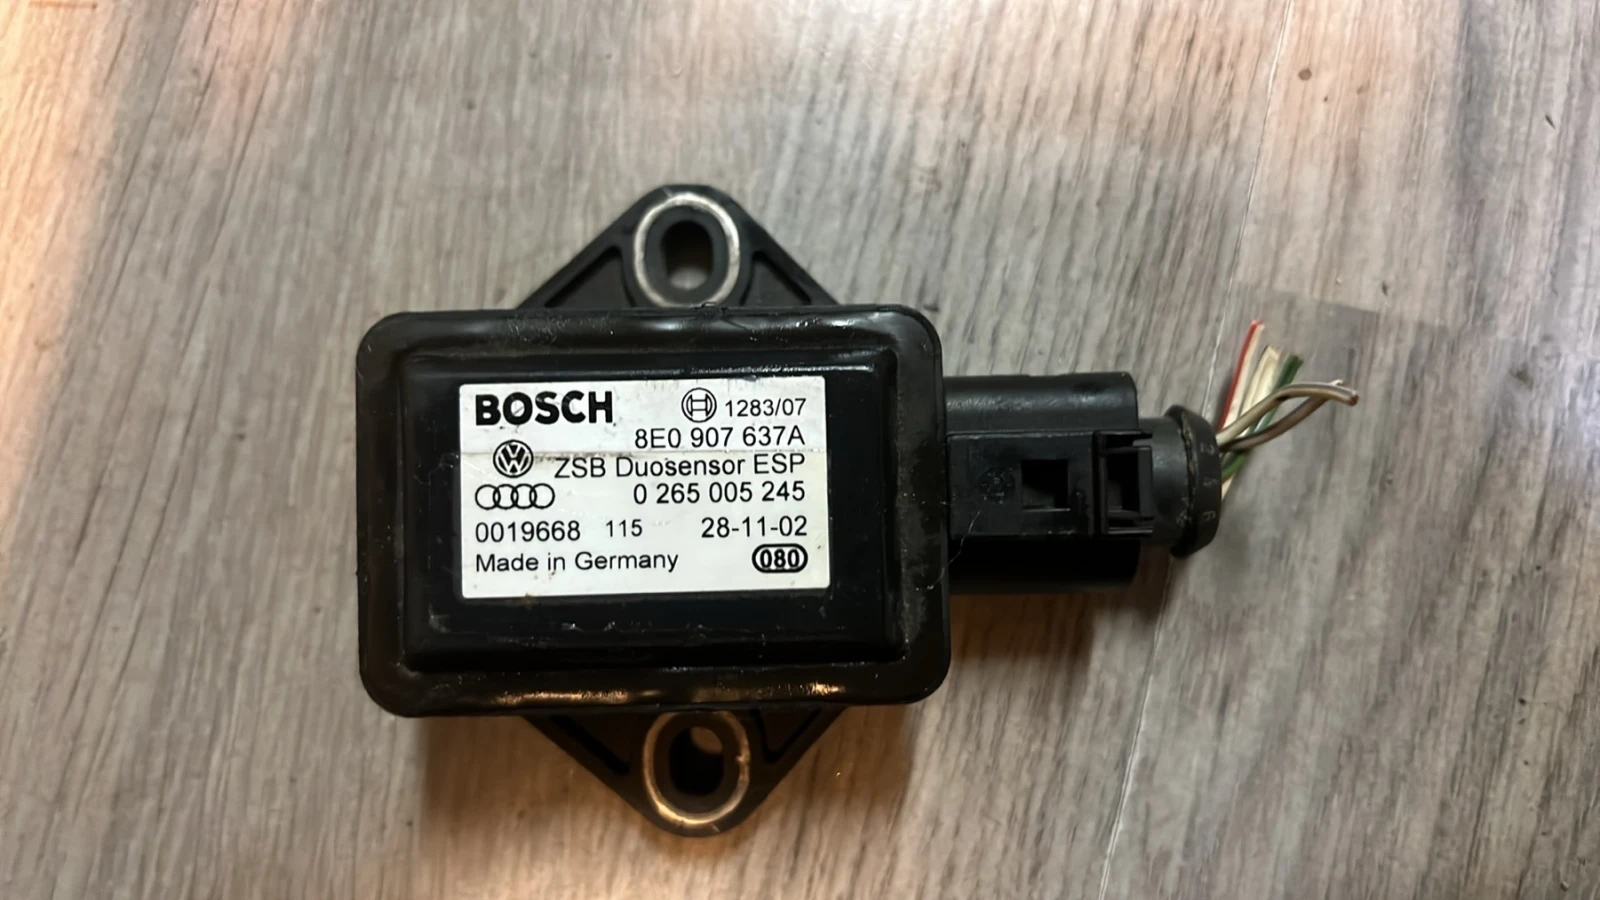 BOSCH 1283/07
8E0 907 637A
ZSB Duosensor ESP
0 265 005 245
0019668 115 28-11-02
Made in Germany 080